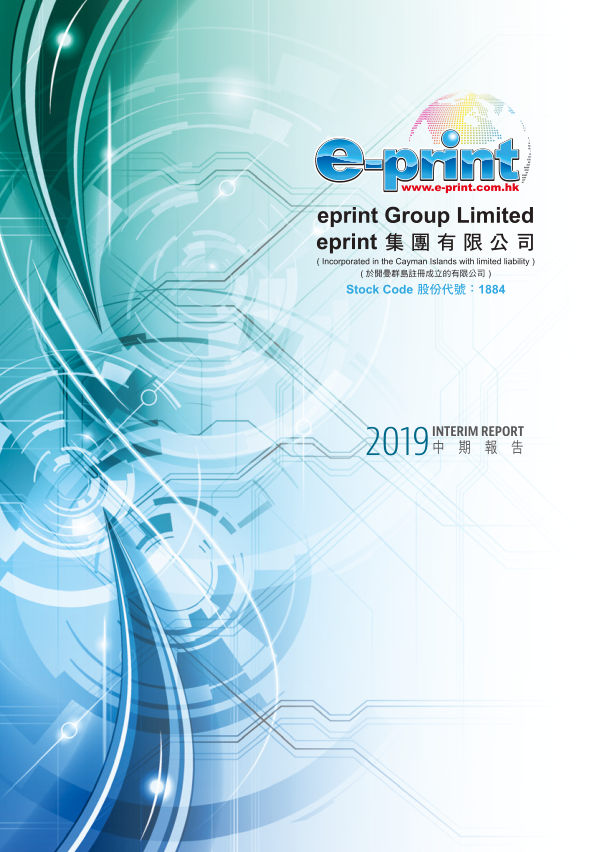 e-print
www.e-print.com.hk
eprint Group Limited
eprint 集團有限公司
( Incorporated in the Cayman Islands with limited liability )
( 於開曼群島註冊成立的有限公司 )
Stock Code 股份代號：1884
2019 INTERIM REPORT
中期報告